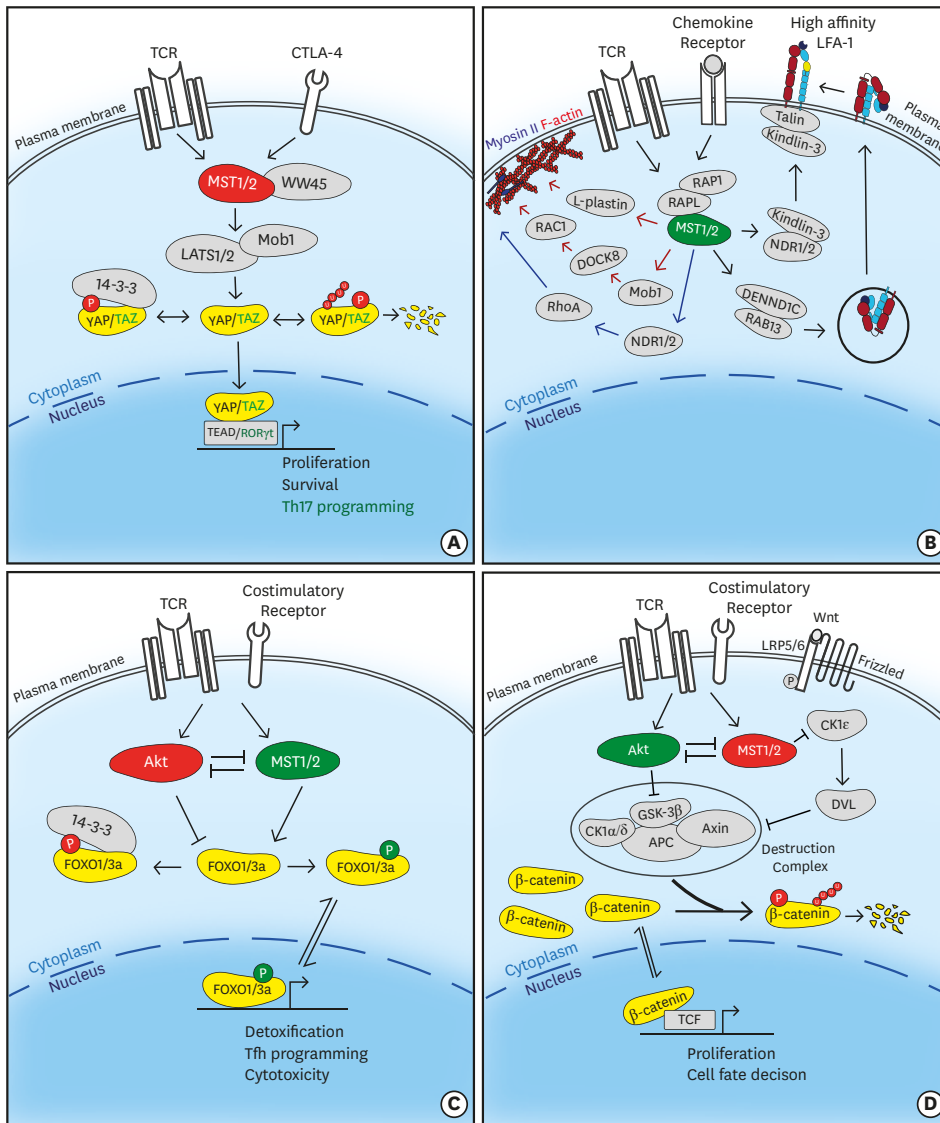 TCR
CTLA-4
Plasma membrane
MST1/2
WW45
LATS1/2
Mob1
14-3-3
P
YAP/TAZ
YAP/TAZ
U U U U
P
YAP/TAZ
Cytoplasm
Nucleus
YAP/TAZ
TEAD/RORγt
Proliferation
Survival
Th17 programming
A
TCR
Chemokine
Receptor
High affinity
LFA-1
Plasma
membrane
Myosin II F-actin
Talin
Kindlin-3
RAP1
RAPL
MST1/2
L-plastin
RAC1
DOCK8
Mob1
RhoA
NDR1/2
Kindlin-3
NDR1/2
DENND1C
RAB13
Cytoplasm
Nucleus
B
TCR
Costimulatory
Receptor
Plasma membrane
Akt
MST1/2
14-3-3
P
FOXO1/3a
FOXO1/3a
P
FOXO1/3a
Cytoplasm
Nucleus
P
FOXO1/3a
Detoxification
Tfh programming
Cytotoxicity
C
TCR
Costimulatory
Receptor
Wnt
LRP5/6
Frizzled
P
Plasma membrane
Akt
MST1/2
CK1ε
DVL
GSK-3β
CK1α/δ
APC
Axin
Destruction
Complex
β-catenin
β-catenin
β-catenin
P
U U U U
β-catenin
Cytoplasm
Nucleus
β-catenin
TCF
Proliferation
Cell fate decison
D